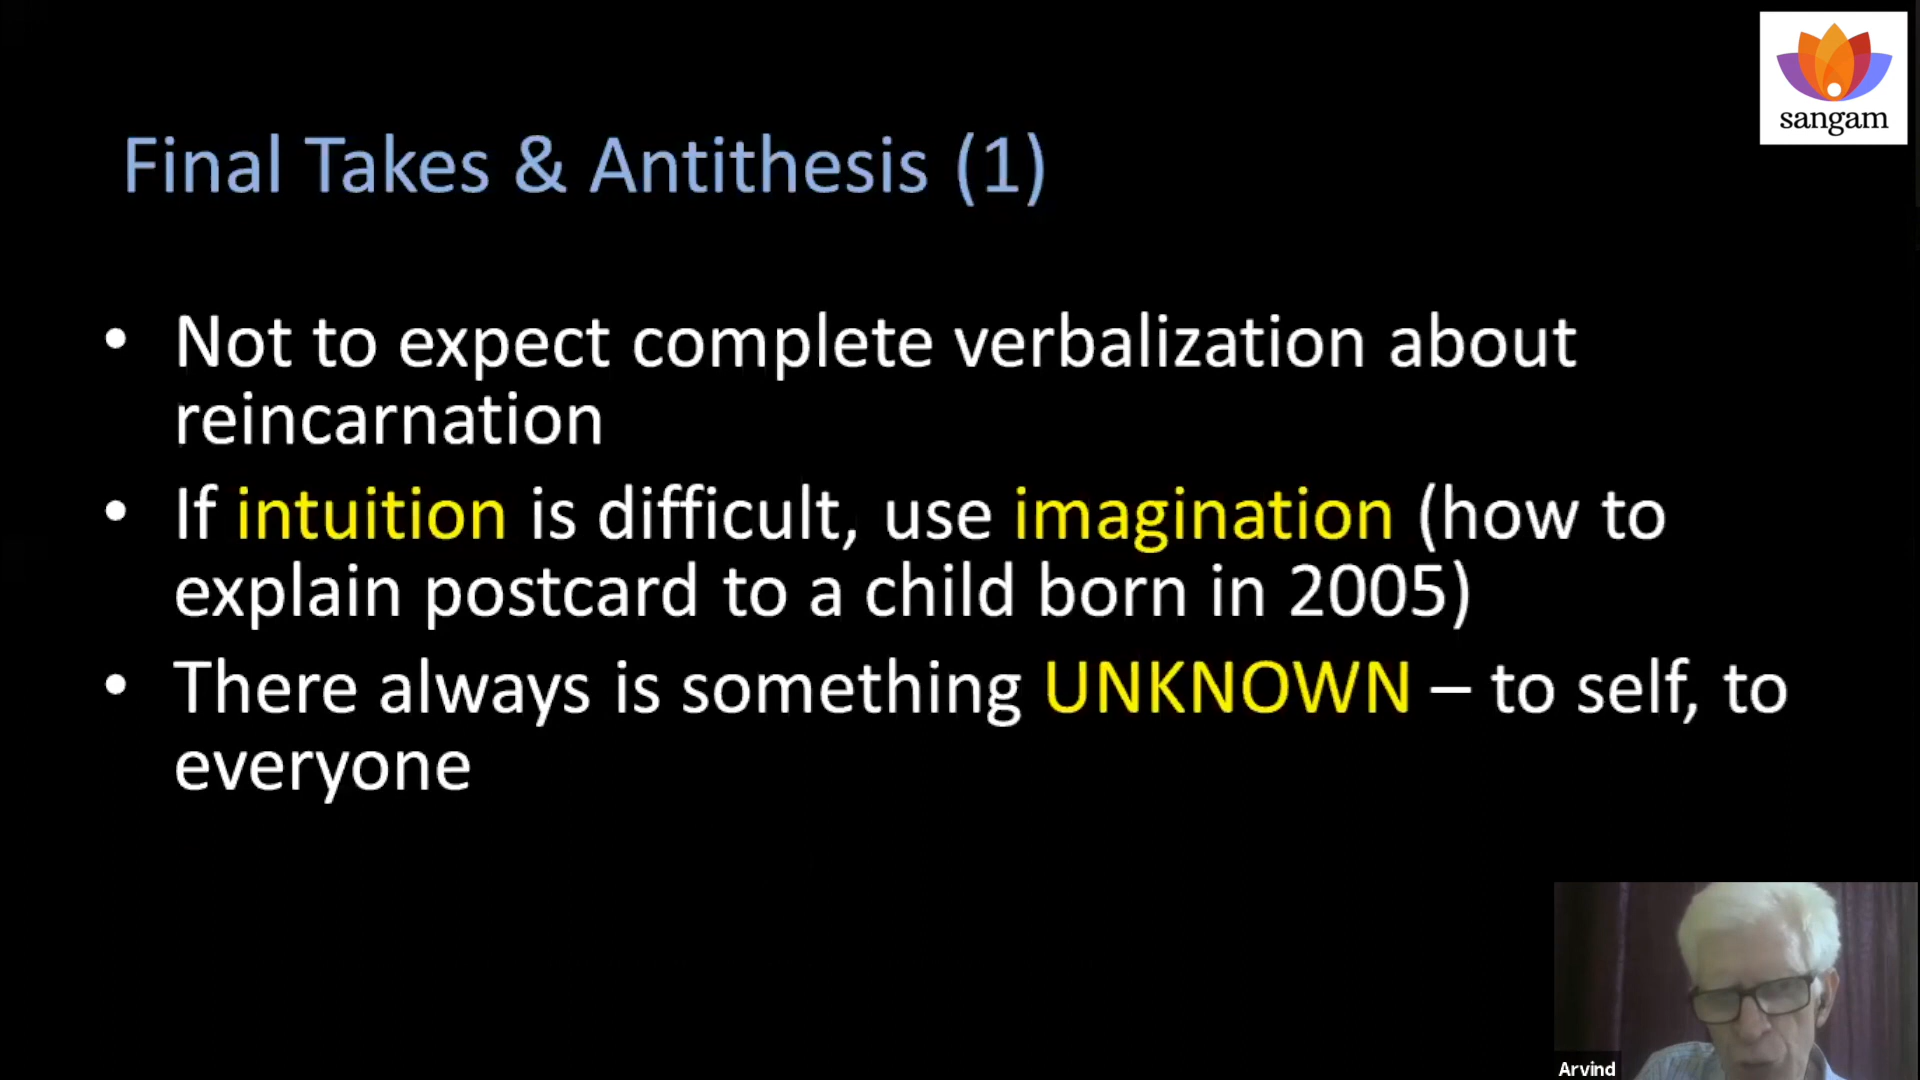 sangam
Final Takes & Antithesis (1)
• Not to expect complete verbalization about
reincarnation
• If intuition is difficult, use imagination (how to
explain postcard to a child born in 2005)
• There always is something UNKNOWN – to self, to
everyone
Arvind